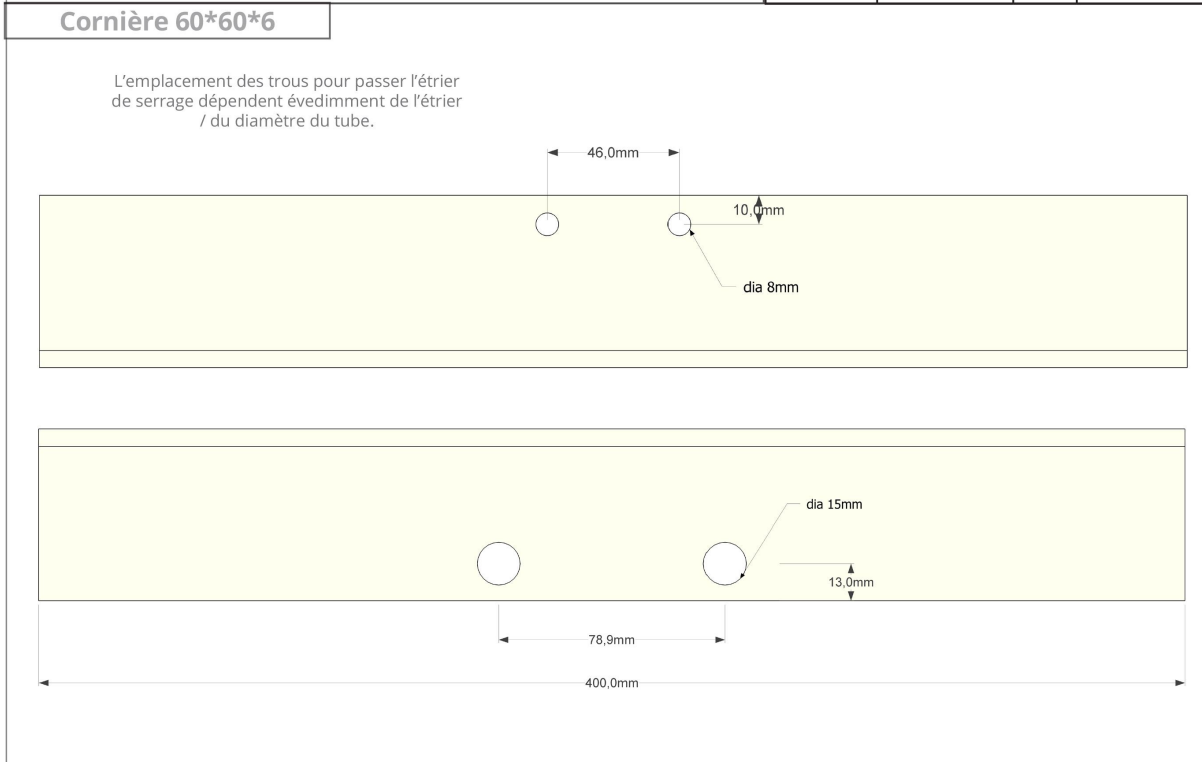 Cornière 60*60*6
L'emplacement des trous pour passer l'étrier
de serrage dépendent évedimment de l'étrier
/ du diamètre du tube.
46,0mm
10,0mm
dia 8mm
dia 15mm
13,0mm
78,9mm
400,0mm